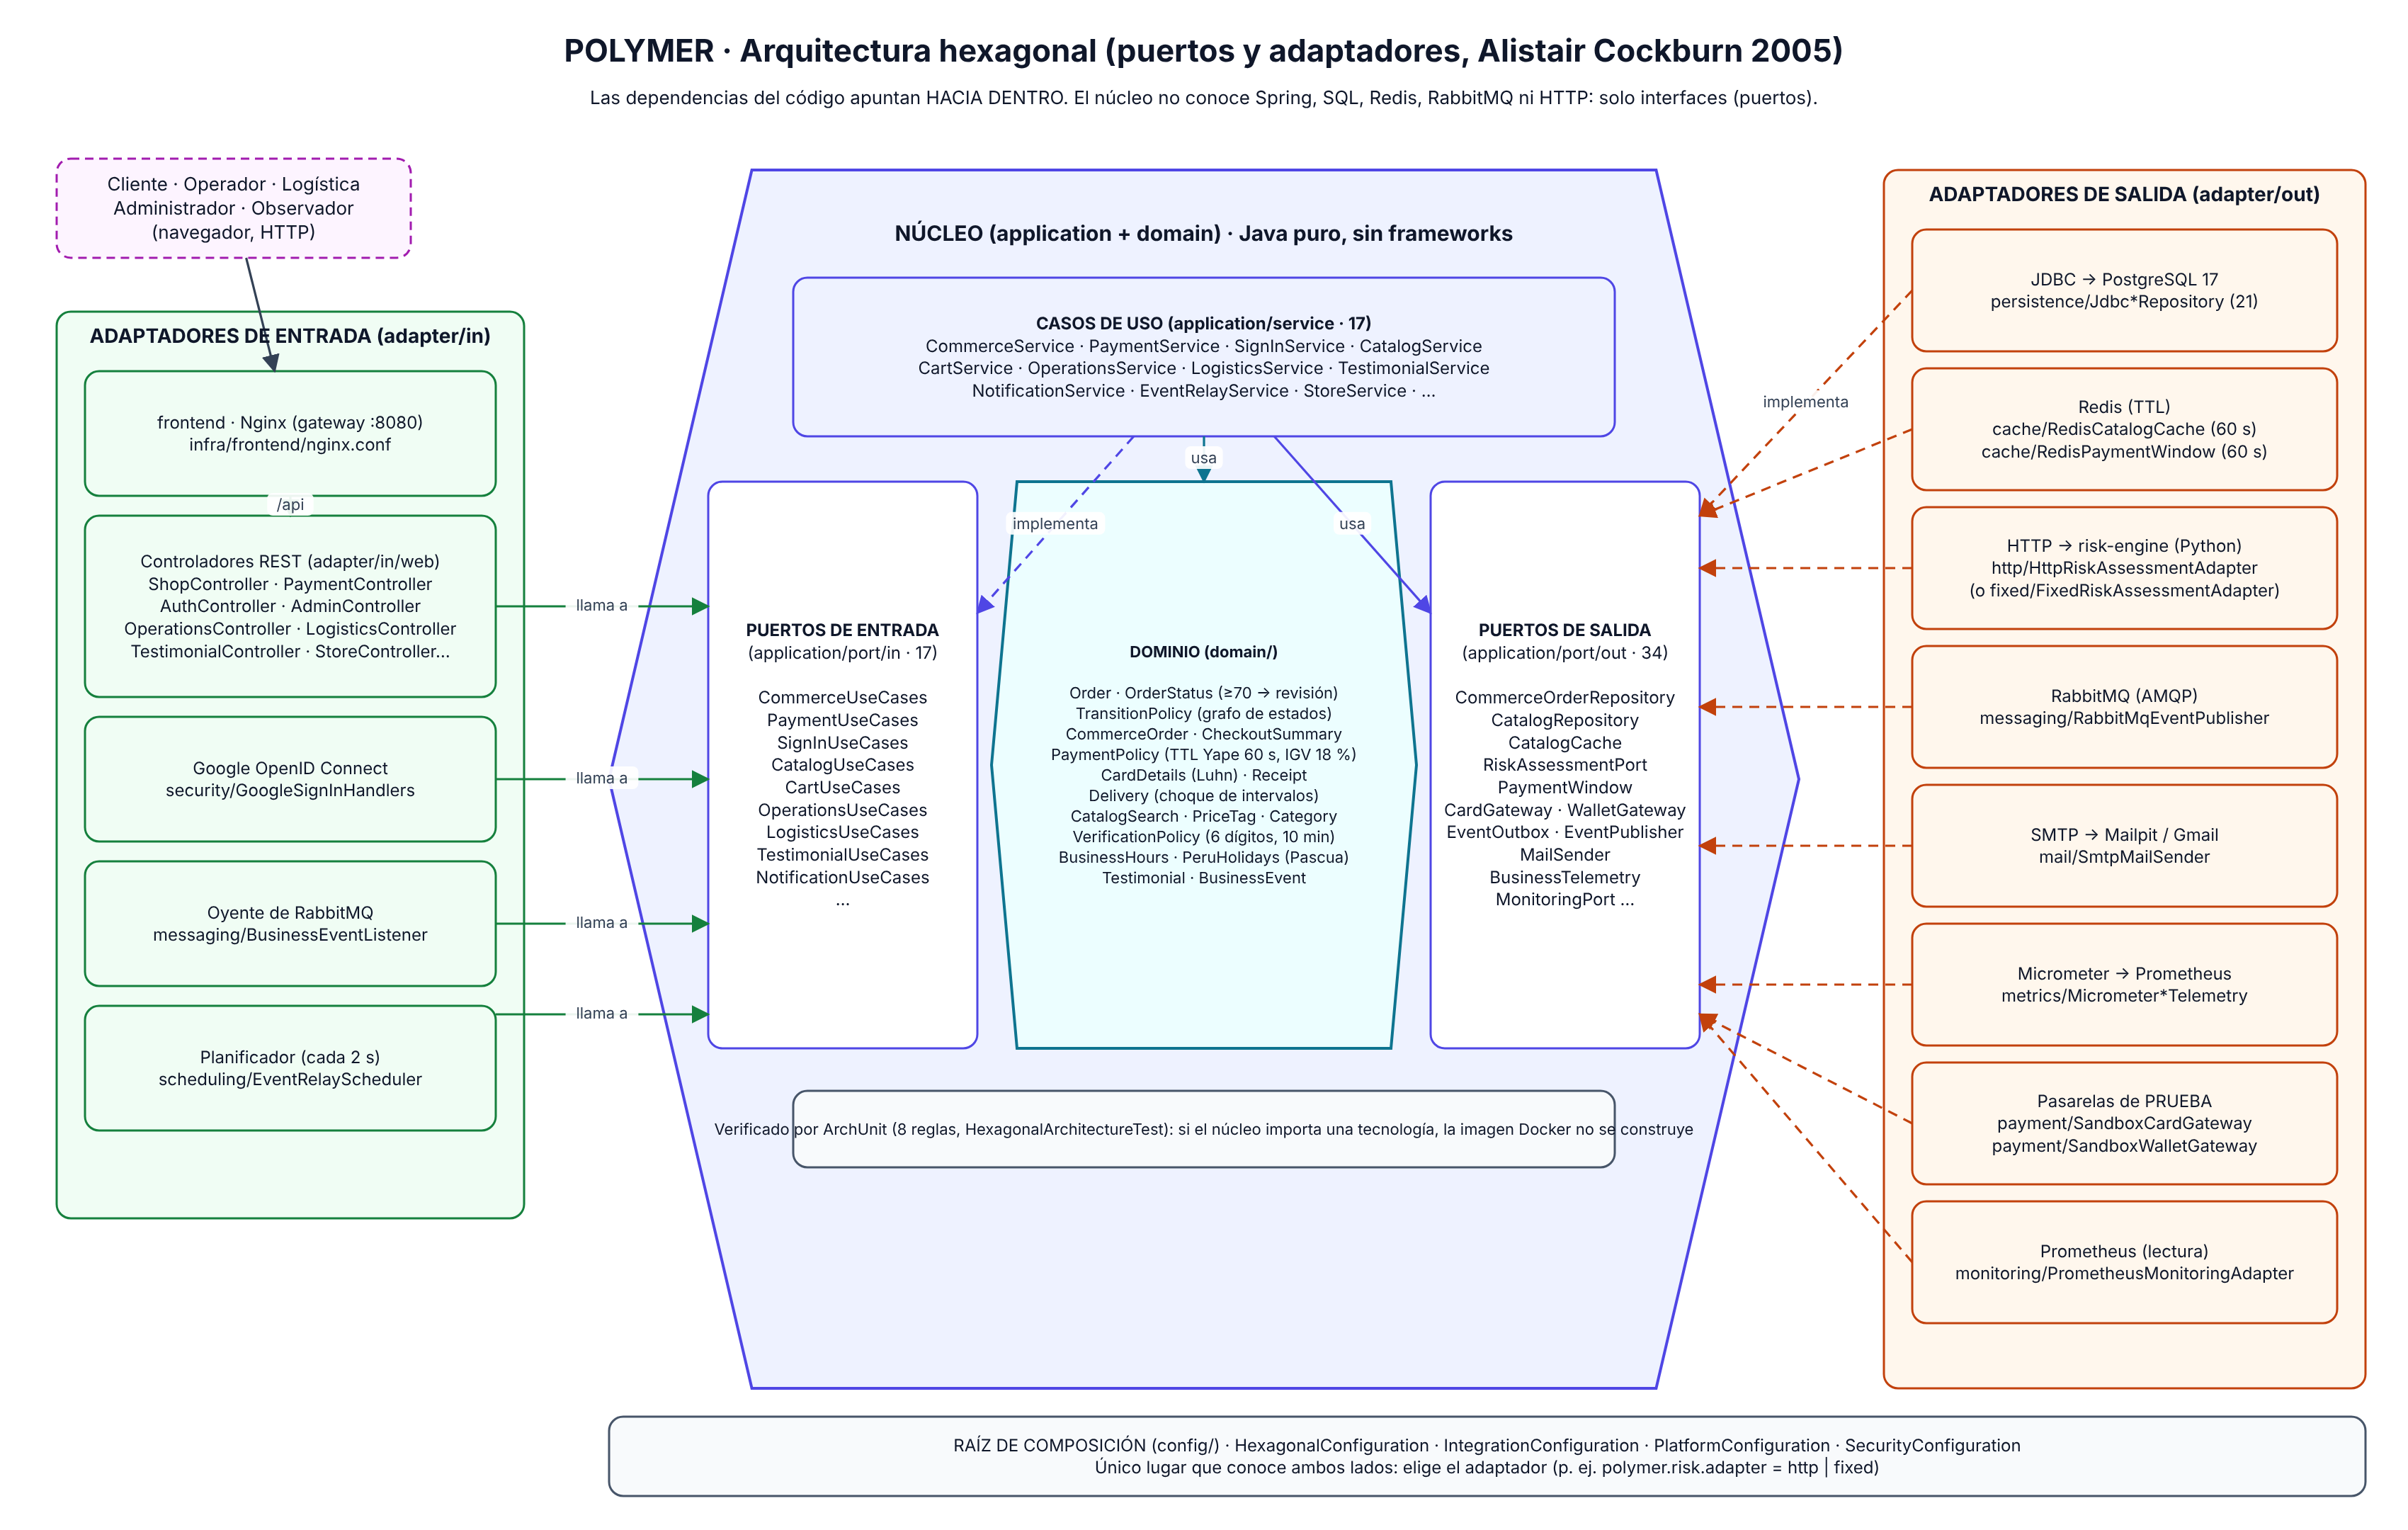 POLYMER · Arquitectura hexagonal (puertos y adaptadores, Alistair Cockburn 2005)
Las dependencias del código apuntan HACIA DENTRO. El núcleo no conoce Spring, SQL, Redis, RabbitMQ ni HTTP: solo interfaces (puertos).
Cliente · Operador · Logística
Administrador · Observador
(navegador, HTTP)
ADAPTADORES DE ENTRADA (adapter/in)
frontend · Nginx (gateway :8080)
infra/frontend/nginx.conf
/api
Controladores REST (adapter/in/web)
ShopController · PaymentController
AuthController · AdminController
OperationsController · LogisticsController
TestimonialController · StoreController...
Google OpenID Connect
security/GoogleSignInHandlers
Oyente de RabbitMQ
messaging/BusinessEventListener
Planificador (cada 2 s)
scheduling/EventRelayScheduler
llama a
llama a
llama a
llama a
NÚCLEO (application + domain) · Java puro, sin frameworks
CASOS DE USO (application/service · 17)
CommerceService · PaymentService · SignInService · CatalogService
CartService · OperationsService · LogisticsService · TestimonialService
NotificationService · EventRelayService · StoreService · ...
implementa
usa
usa
PUERTOS DE ENTRADA
(application/port/in · 17)
CommerceUseCases
PaymentUseCases
SignInUseCases
CatalogUseCases
CartUseCases
OperationsUseCases
LogisticsUseCases
TestimonialUseCases
NotificationUseCases
...
DOMINIO (domain/)
Order · OrderStatus (≥70 → revisión)
TransitionPolicy (grafo de estados)
CommerceOrder · CheckoutSummary
PaymentPolicy (TTL Yape 60 s, IGV 18 %)
CardDetails (Luhn) · Receipt
Delivery (choque de intervalos)
CatalogSearch · PriceTag · Category
VerificationPolicy (6 dígitos, 10 min)
BusinessHours · PeruHolidays (Pascua)
Testimonial · BusinessEvent
PUERTOS DE SALIDA
(application/port/out · 34)
CommerceOrderRepository
CatalogRepository
CatalogCache
RiskAssessmentPort
PaymentWindow
CardGateway · WalletGateway
EventOutbox · EventPublisher
MailSender
BusinessTelemetry
MonitoringPort ...
Verificado por ArchUnit (8 reglas, HexagonalArchitectureTest): si el núcleo importa una tecnología, la imagen Docker no se construye
implementa
ADAPTADORES DE SALIDA (adapter/out)
JDBC → PostgreSQL 17
persistence/Jdbc*Repository (21)
Redis (TTL)
cache/RedisCatalogCache (60 s)
cache/RedisPaymentWindow (60 s)
HTTP → risk-engine (Python)
http/HttpRiskAssessmentAdapter
(o fixed/FixedRiskAssessmentAdapter)
RabbitMQ (AMQP)
messaging/RabbitMqEventPublisher
SMTP → Mailpit / Gmail
mail/SmtpMailSender
Micrometer → Prometheus
metrics/Micrometer*Telemetry
Pasarelas de PRUEBA
payment/SandboxCardGateway
payment/SandboxWalletGateway
Prometheus (lectura)
monitoring/PrometheusMonitoringAdapter
RAÍZ DE COMPOSICIÓN (config/) · HexagonalConfiguration · IntegrationConfiguration · PlatformConfiguration · SecurityConfiguration
Único lugar que conoce ambos lados: elige el adaptador (p. ej. polymer.risk.adapter = http | fixed)